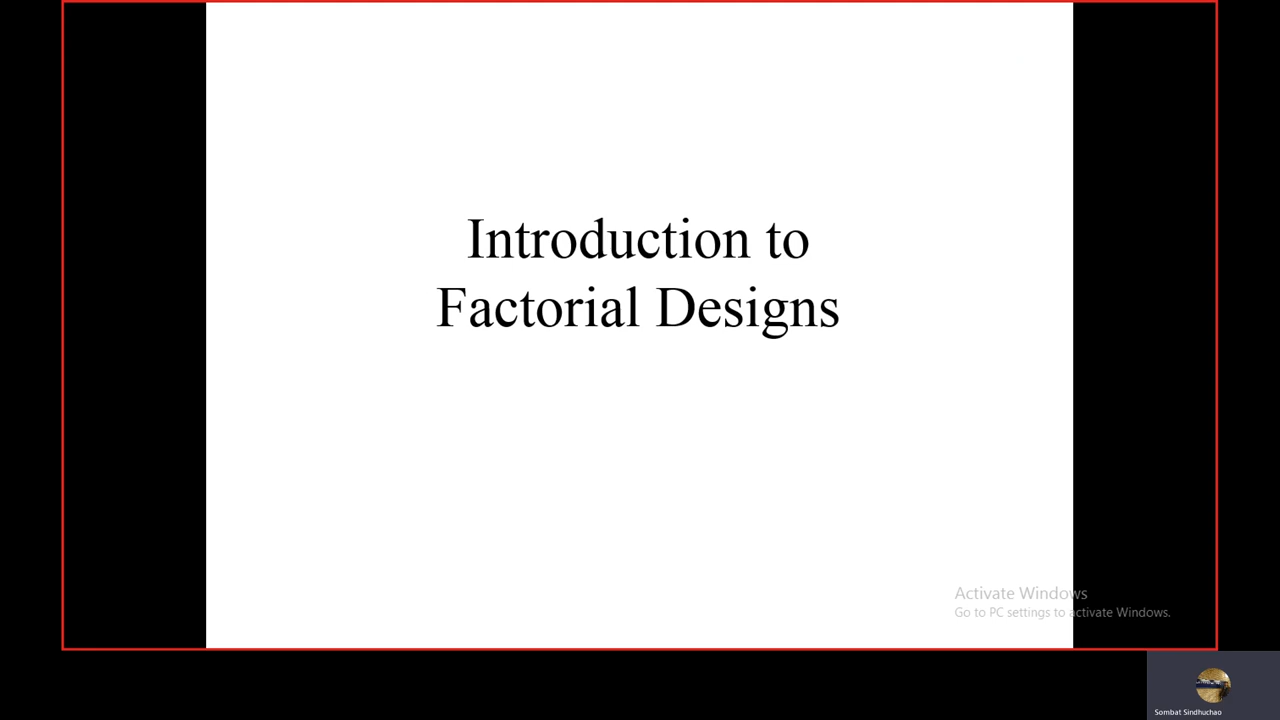 Introduction to
Factorial Designs
Activate Windows
Go to PC settings to activate Windows.
Sombat Sindhuchao